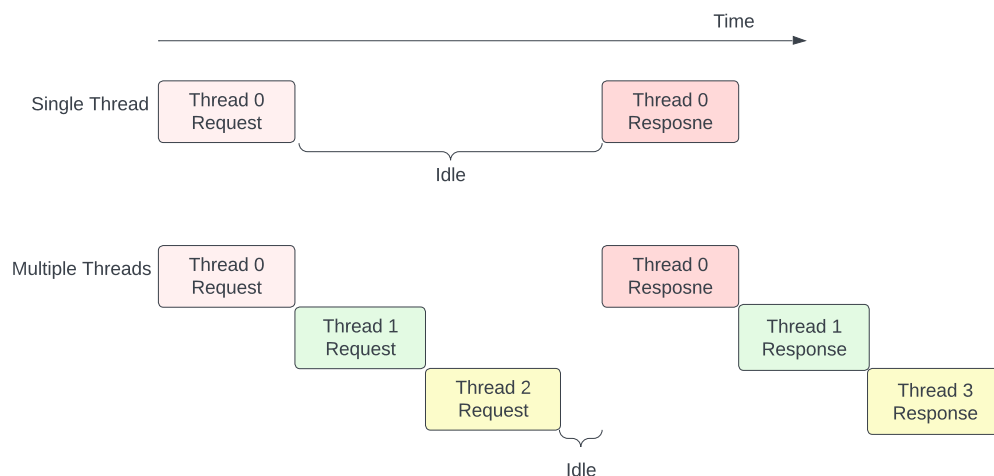 Time
Single Thread
Thread 0
Request
Thread 0
Resposne
Idle
Multiple Threads
Thread 0
Request
Thread 0
Resposne
Thread 1
Request
Thread 1
Response
Thread 2
Request
Thread 3
Response
Idle